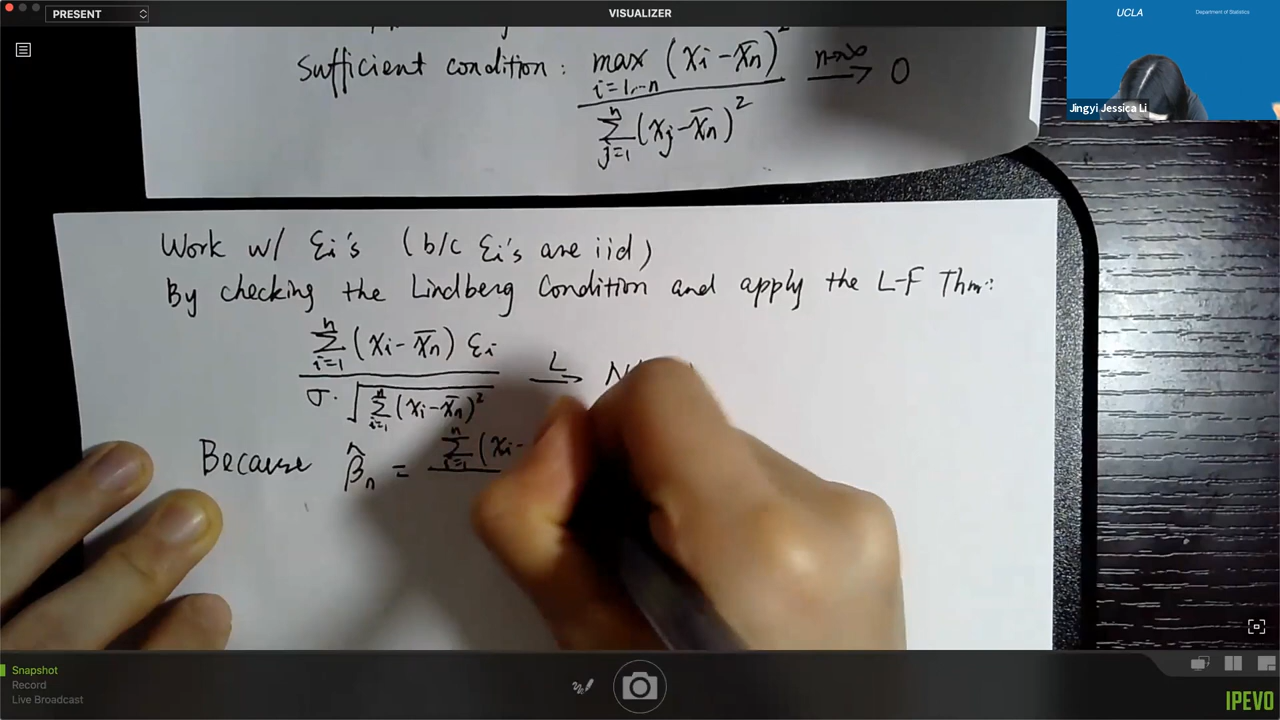 PRESENT
VISUALIZER
UCLA
Department of Statistics
Jingyi Jessica Li
Sufficient condition: max_{i=1,..n} (xi - x̄n)² / Σ_{j=1}^{n} (xj - x̄n)² →(n→∞) 0
Work w/ εi's (b/c εi's are iid)
By checking the Lindberg Condition and apply the L-F Thm:
Σ_{i=1}^{n} (xi - x̄n) εi / σ· √(Σ_{i=1}^{n} (xi - x̄n)²) →(L) N
Because β̂n = Σ_{i=1}^{n} (xi -
Snapshot
Record
Live Broadcast
IPEVO